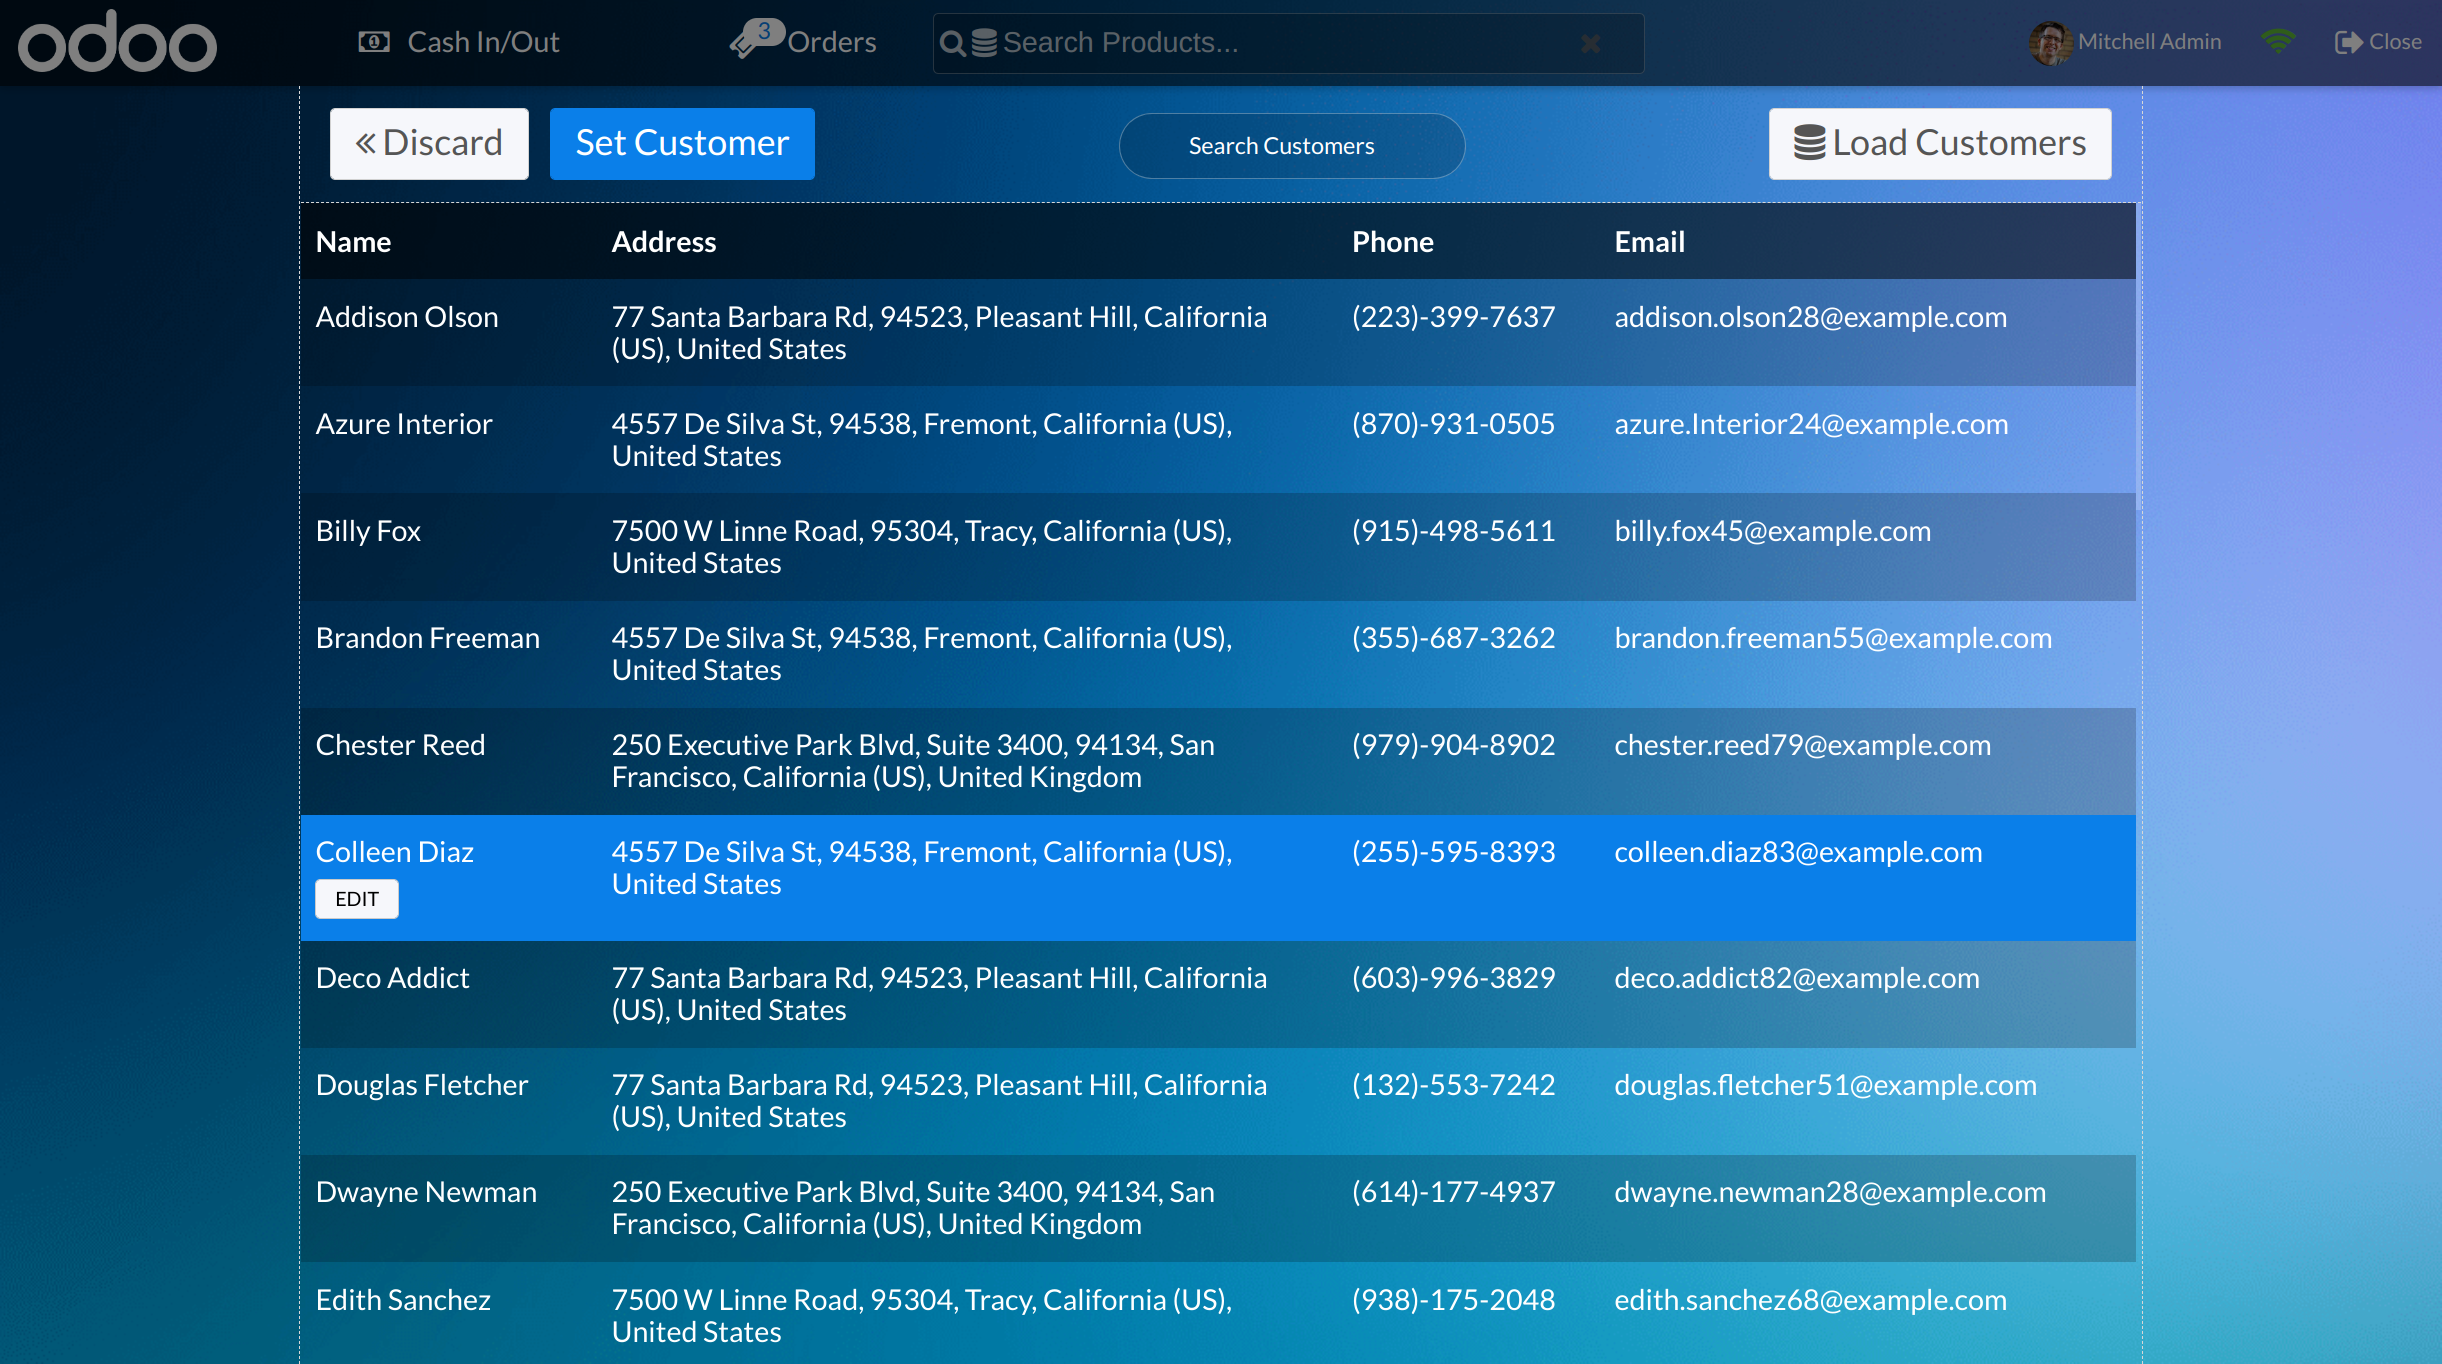 odoo Cash In/Out 3 Orders Search Products... Mitchell Admin Close
Discard Set Customer Search Customers Load Customers
Name Address Phone Email
Addison Olson 77 Santa Barbara Rd, 94523, Pleasant Hill, California (223)-399-7637 addison.olson28@example.com
(US), United States
Azure Interior 4557 De Silva St, 94538, Fremont, California (US), (870)-931-0505 azure.Interior24@example.com
United States
Billy Fox 7500 W Linne Road, 95304, Tracy, California (US), (915)-498-5611 billy.fox45@example.com
United States
Brandon Freeman 4557 De Silva St, 94538, Fremont, California (US), (355)-687-3262 brandon.freeman55@example.com
United States
Chester Reed 250 Executive Park Blvd, Suite 3400, 94134, San (979)-904-8902 chester.reed79@example.com
Francisco, California (US), United Kingdom
Colleen Diaz 4557 De Silva St, 94538, Fremont, California (US), (255)-595-8393 colleen.diaz83@example.com
United States
EDIT
Deco Addict 77 Santa Barbara Rd, 94523, Pleasant Hill, California (603)-996-3829 deco.addict82@example.com
(US), United States
Douglas Fletcher 77 Santa Barbara Rd, 94523, Pleasant Hill, California (132)-553-7242 douglas.fletcher51@example.com
(US), United States
Dwayne Newman 250 Executive Park Blvd, Suite 3400, 94134, San (614)-177-4937 dwayne.newman28@example.com
Francisco, California (US), United Kingdom
Edith Sanchez 7500 W Linne Road, 95304, Tracy, California (US), (938)-175-2048 edith.sanchez68@example.com
United States